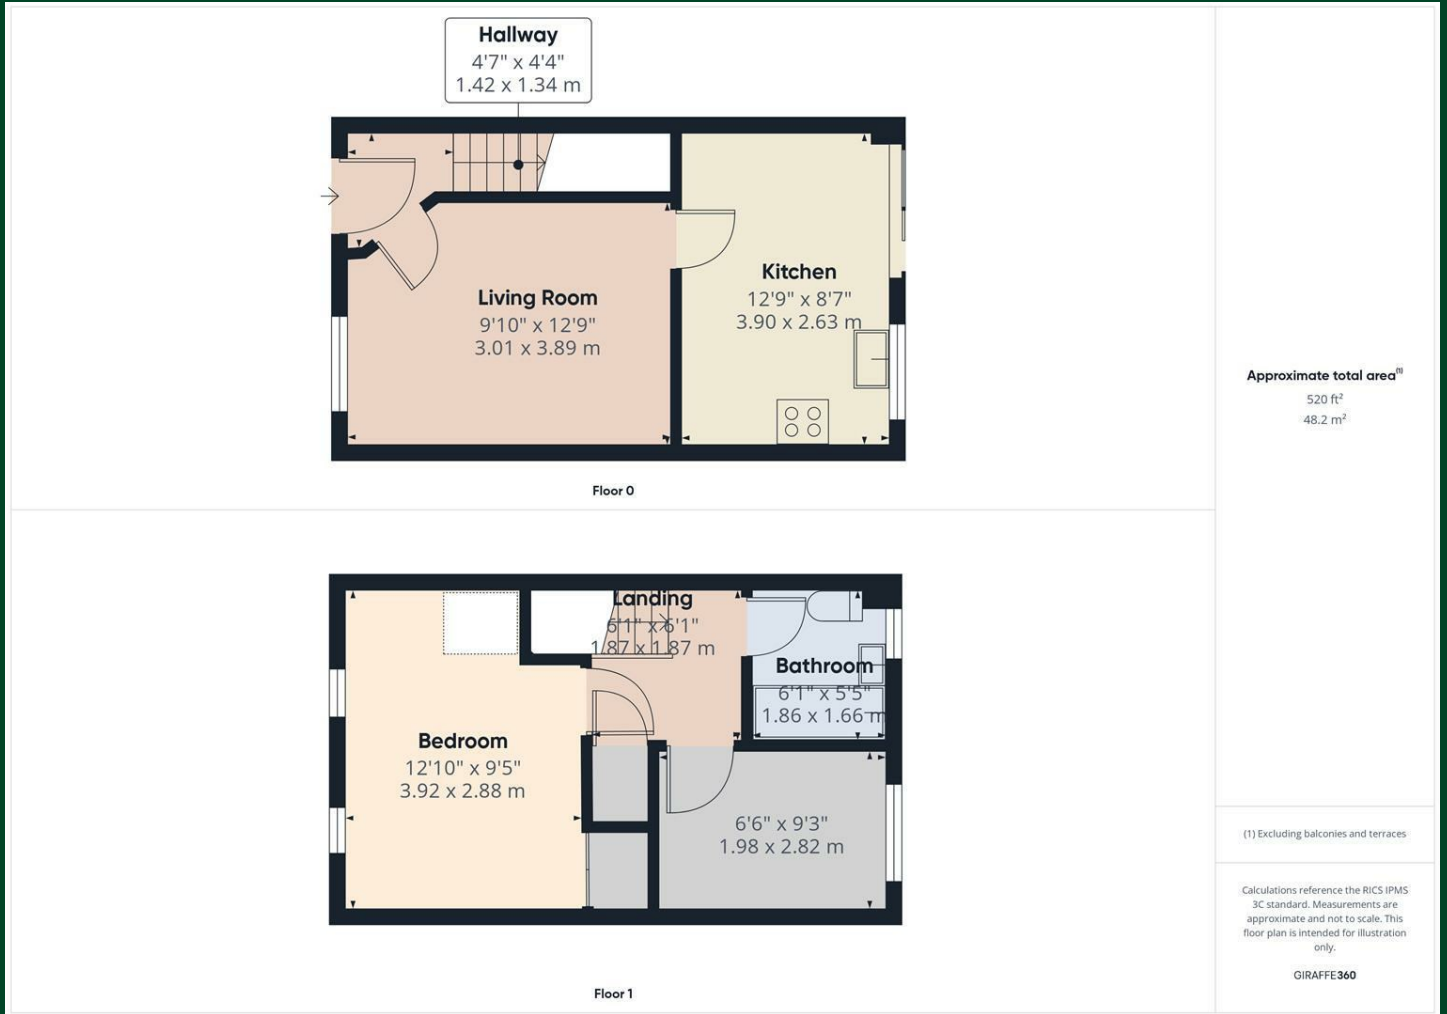 Hallway
4'7" x 4'4"
1.42 x 1.34 m
Living Room
9'10" x 12'9"
3.01 x 3.89 m
Kitchen
12'9" x 8'7"
3.90 x 2.63 m
Floor 0
Landing
6'1" x 6'1"
1.87 x 1.87 m
Bathroom
6'1" x 5'5"
1.86 x 1.66 m
Bedroom
12'10" x 9'5"
3.92 x 2.88 m
6'6" x 9'3"
1.98 x 2.82 m
Floor 1
Approximate total area(1)
520 ft²
48.2 m²
(1) Excluding balconies and terraces
Calculations reference the RICS IPMS
3C standard. Measurements are
approximate and not to scale. This
floor plan is intended for illustration
only.
GIRAFFE360